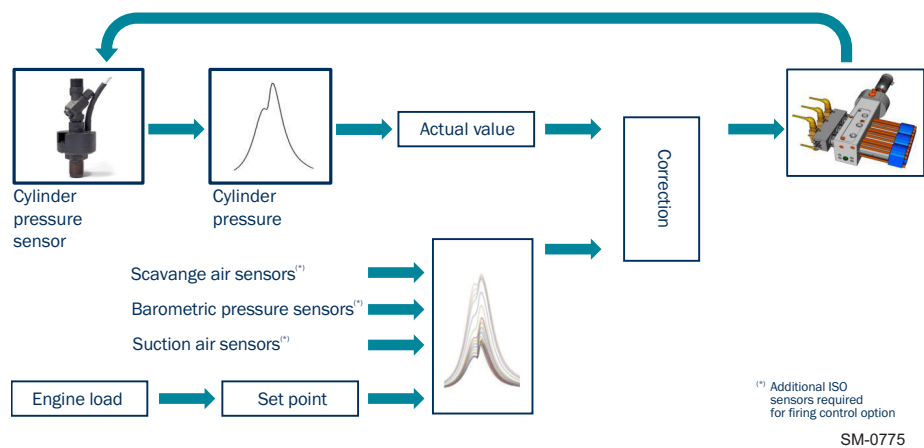 Actual value
Correction
Cylinder
pressure
sensor
Cylinder
pressure
Scavange air sensors(*)
Barometric pressure sensors(*)
Suction air sensors(*)
Engine load
Set point
(*) Additional ISO
sensors required
for firing control option
SM-0775